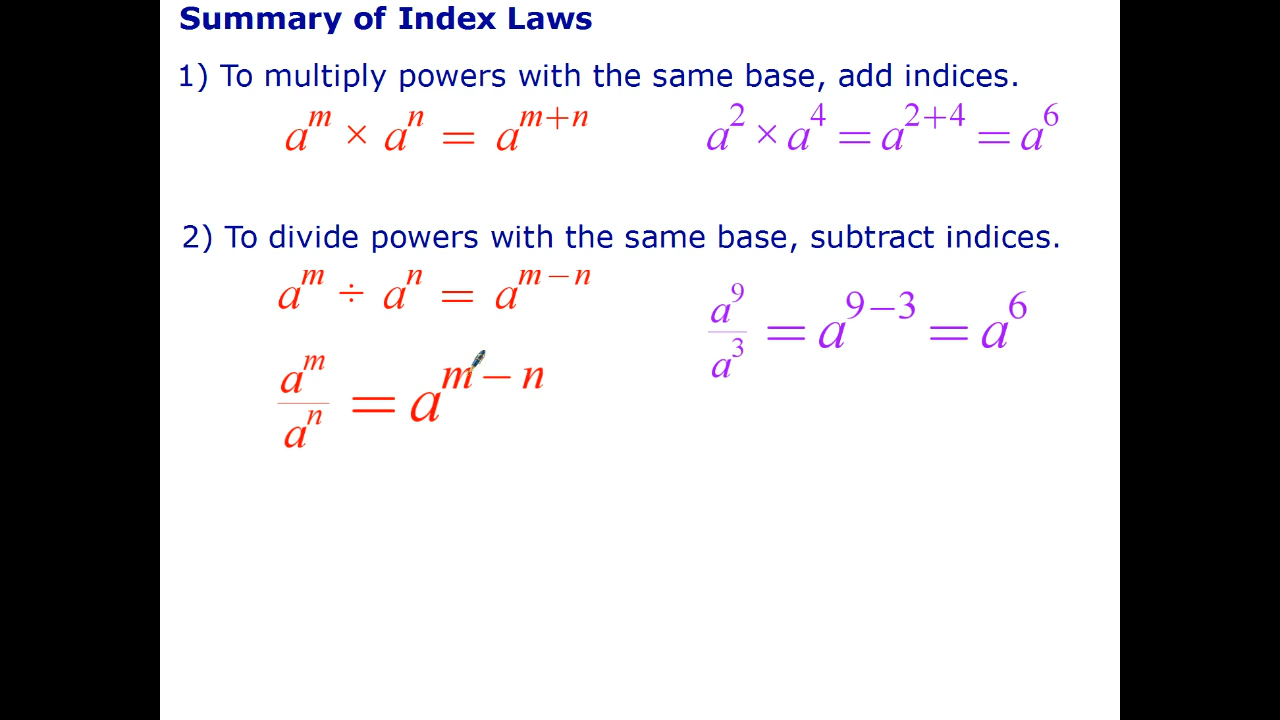 Summary of Index Laws
1) To multiply powers with the same base, add indices.
a^m × a^n = a^{m+n}    a^2 × a^4 = a^{2+4} = a^6
2) To divide powers with the same base, subtract indices.
a^m ÷ a^n = a^{m−n}    a^9/a^3 = a^{9−3} = a^6
a^m/a^n = a^{m−n}